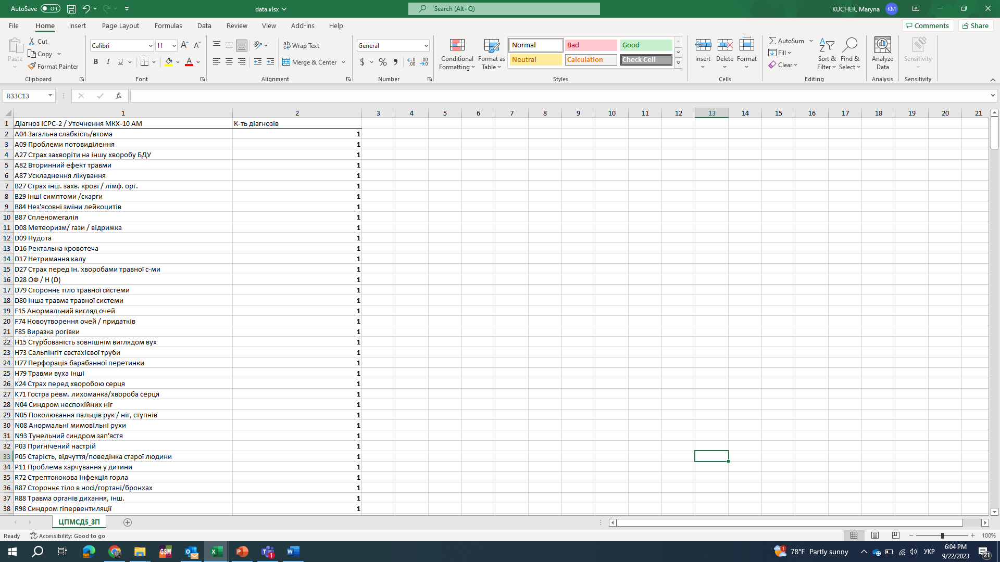 AutoSave Off data.xlsx Search (Alt+Q) KUCHER, Maryna KM
File Home Insert Page Layout Formulas Data Review View Add-ins Help Comments Share
Paste Cut Copy Format Painter Clipboard
Calibri 11 B I U A Font
Wrap Text Merge & Center Alignment
General $ % Number
Conditional Formatting Format as Table Normal Bad Good Neutral Calculation Check Cell Styles
Insert Delete Format Cells
AutoSum Fill Clear Sort & Filter Find & Select Editing
Analyze Data Analysis
Sensitivity Sensitivity
R33C13 fx
1 2 3 4 5 6 7 8 9 10 11 12 13 14 15 16 17 18 19 20 21
1 Діагноз ICPC-2 / Уточнення МКХ-10 АМ К-ть діагнозів
2 A04 Загальна слабкість/втома 1
3 A09 Проблеми потовиділення 1
4 A27 Страх захворіти на іншу хворобу БДУ 1
5 A82 Вторинний ефект травми 1
6 A87 Ускладнення лікування 1
7 B27 Страх інш. захв. крові / лімф. орг. 1
8 B29 Інші симптоми /скарги 1
9 B84 Нез'ясовні зміни лейкоцитів 1
10 B87 Спленомегалія 1
11 D08 Метеоризм/ гази / відрижка 1
12 D09 Нудота 1
13 D16 Ректальна кровотеча 1
14 D17 Нетримання калу 1
15 D27 Страх перед ін. хворобами травної с-ми 1
16 D28 ОФ / Н (D) 1
17 D79 Стороннє тіло травної системи 1
18 D80 Інша травма травної системи 1
19 F15 Анормальний вигляд очей 1
20 F74 Новоутворення очей / придатків 1
21 F85 Виразка рогівки 1
22 H15 Стурбованість зовнішнім виглядом вух 1
23 H73 Сальпінгіт євстахієвої труби 1
24 H77 Перфорація барабанної перетинки 1
25 H79 Травми вуха інші 1
26 K24 Страх перед хворобою серця 1
27 K71 Гостра ревм. лихоманка/хвороба серця 1
28 N04 Синдром неспокійних ніг 1
29 N05 Поколювання пальців рук / ніг, ступнів 1
30 N08 Анормальні мимовільні рухи 1
31 N93 Тунельний синдром зап'ястя 1
32 P03 Пригнічений настрій 1
33 P05 Старість, відчуття/поведінка старої людини 1
34 P11 Проблема харчування у дитини 1
35 R72 Стрептококова інфекція горла 1
36 R87 Стороннє тіло в носі/гортані/бронхах 1
37 R88 Травма органів дихання, інш. 1
38 R98 Синдром гіпервентиляції 1
ЦПМСД5_ЗП
Ready Accessibility: Good to go 100%
GSM 1 78°F Partly sunny УКР 6:04 PM
9/22/2023 21